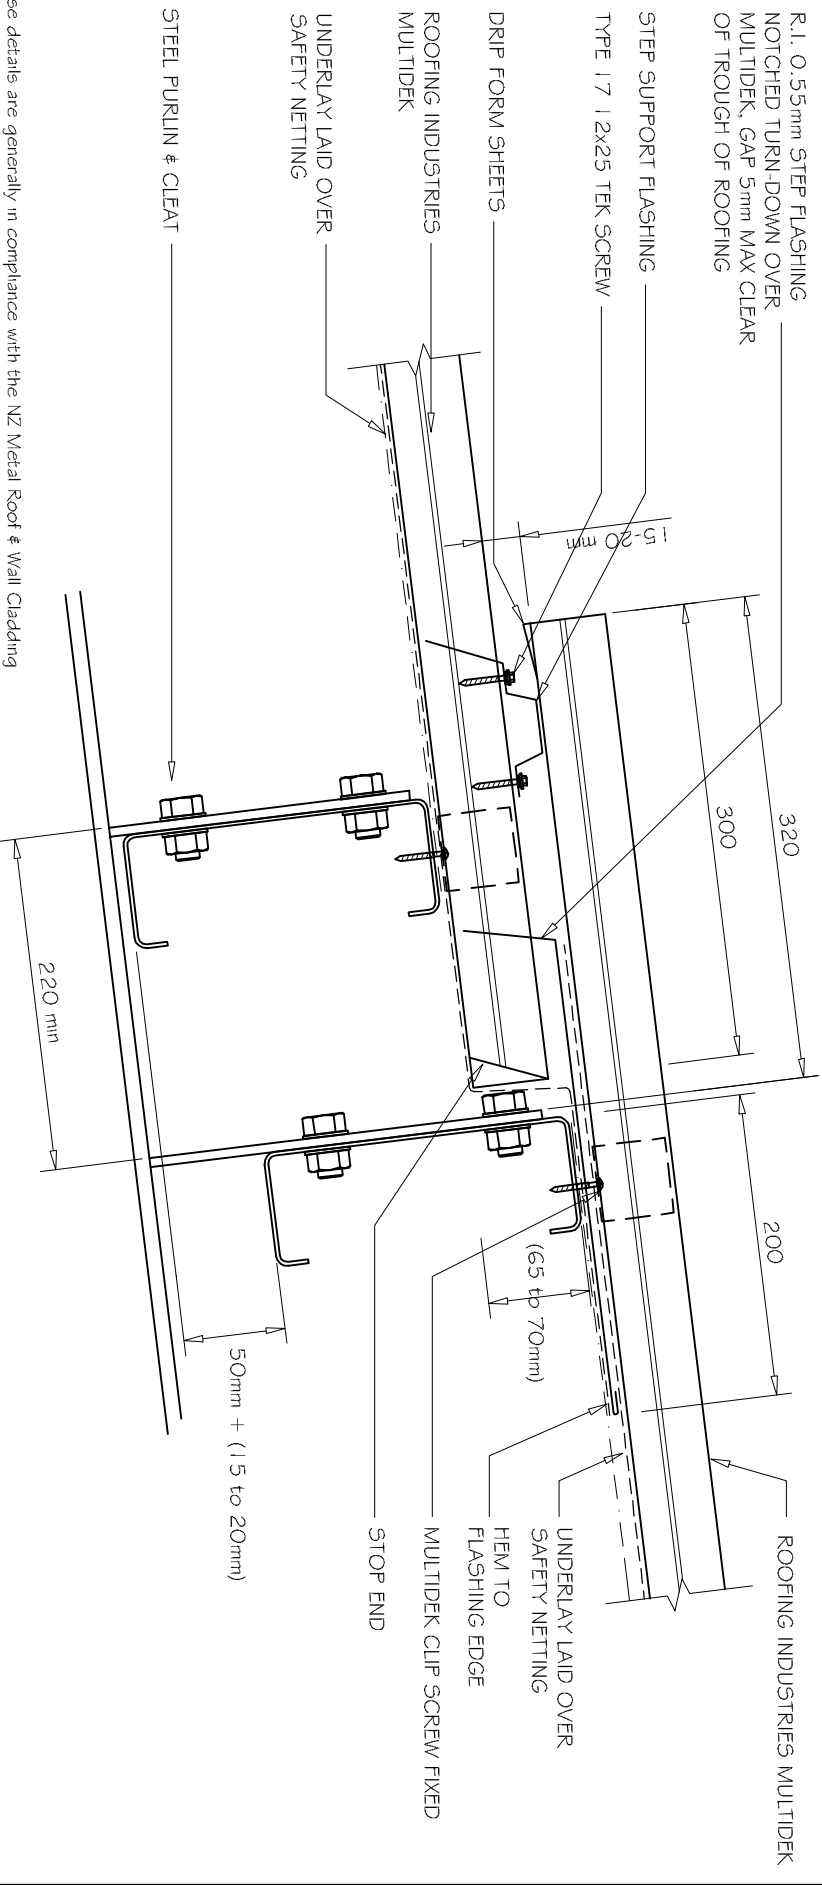 R.I. 0.55mm STEP FLASHING
NOTCHED TURN-DOWN OVER
MULTIDEK, GAP 5mm MAX CLEAR
OF TROUGH OF ROOFING
STEP SUPPORT FLASHING
TYPE 17 12x25 TEK SCREW
DRIP FORM SHEETS
ROOFING INDUSTRIES
MULTIDEK
UNDERLAY LAID OVER
SAFETY NETTING
STEEL PURLIN & CLEAT
15-20 mm
320
300
200
220 min
(65 to 70mm)
50mm + (15 to 20mm)
ROOFING INDUSTRIES MULTIDEK
UNDERLAY LAID OVER
SAFETY NETTING
HEM TO
FLASHING EDGE
MULTIDEK CLIP SCREW FIXED
STOP END
se details are generally in compliance with the NZ Metal Roof & Wall Cladding